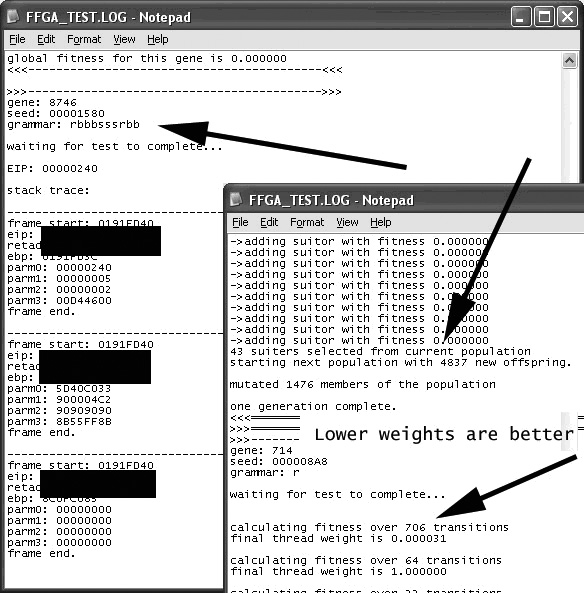 FFGA_TEST.LOG - Notepad
File Edit Format View Help
global fitness for this gene is 0.000000
<<<----------------------------------------<<<
>>>---------------------------------------->>>
gene: 8746
seed: 00001580
grammar: rbbbsssrbb
waiting for test to complete...
EIP: 00000240
stack trace:
frame start: 0191FD40
eip:
retad
ebp: 0191FD3C
parm0: 00000240
parm1: 00000005
parm2: 00000002
parm3: 00D44600
frame end.
frame start: 0191FD40
eip:
retad
ebp:
parm0: 5D40C033
parm1: 900004C2
parm2: 90909090
parm3: 8B55FF8B
frame end.
frame start: 0191FD40
eip:
retad
ebp: 8C0FC085
parm0: 00000000
parm1: 00000000
parm2: 00000000
parm3: 00000000
frame end.
FFGA_TEST.LOG - Notepad
File Edit Format View Help
->adding suitor with fitness 0.000000
->adding suitor with fitness 0.000000
->adding suitor with fitness 0.000000
->adding suitor with fitness 0.000000
->adding suitor with fitness 0.000000
->adding suitor with fitness 0.000000
->adding suitor with fitness 0.000000
->adding suitor with fitness 0.000000
->adding suitor with fitness 0.000000
->adding suitor with fitness 0.000000
43 suiters selected from current population
starting next population with 4837 new offspring.
mutated 1476 members of the population
one generation complete.
<<<==========
>>>==========
>>>-------
Lower weights are better
gene: 714
seed: 000008A8
grammar: r
waiting for test to complete...
calculating fitness over 706 transitions
final thread weight is 0.000031
calculating fitness over 64 transitions
final thread weight is 1.000000
calculating fitness over 33 transitions